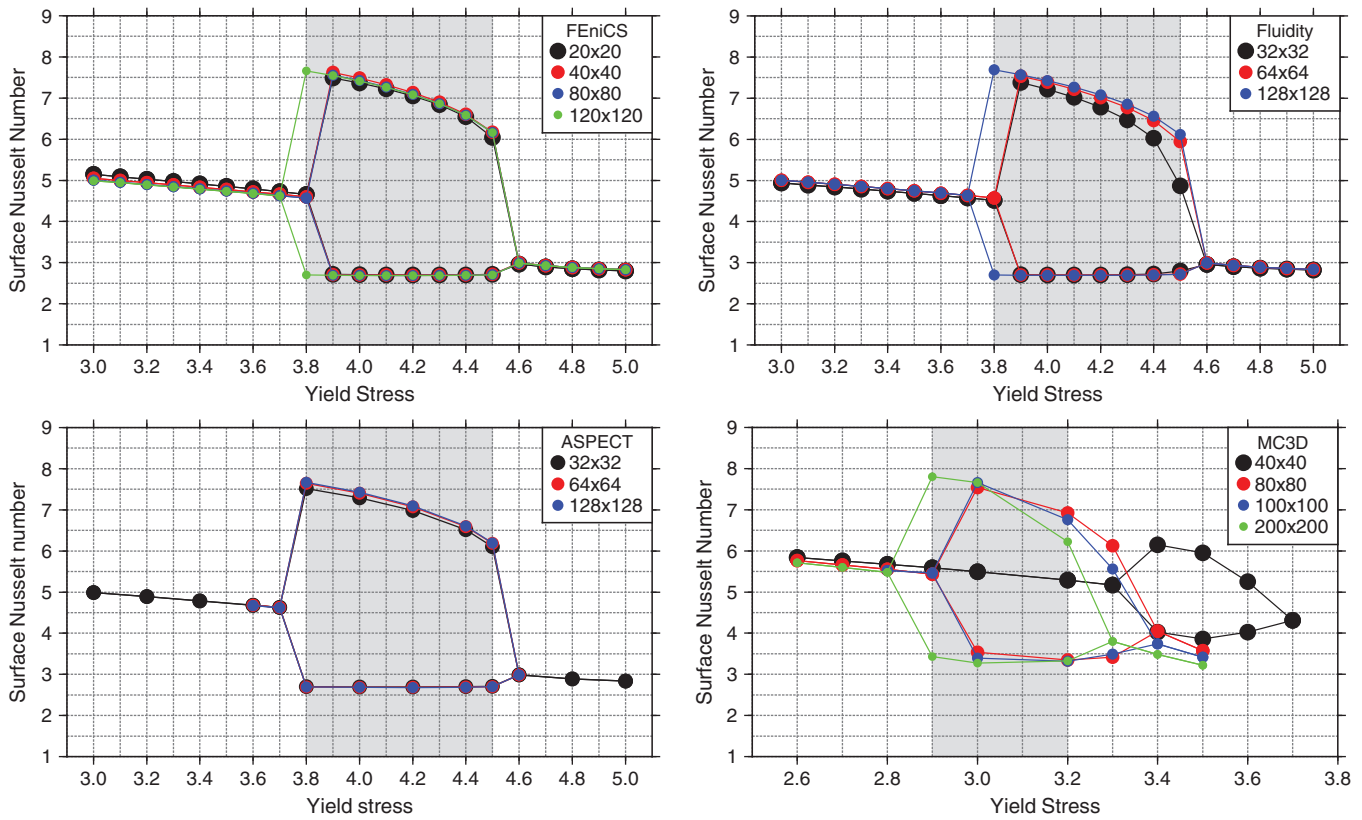 Surface Nusselt Number
9
8
7
6
5
4
3
2
1
3.0 3.2 3.4 3.6 3.8 4.0 4.2 4.4 4.6 4.8 5.0
Yield Stress
FEniCS
20x20
40x40
80x80
120x120
Surface Nusselt Number
9
8
7
6
5
4
3
2
1
3.0 3.2 3.4 3.6 3.8 4.0 4.2 4.4 4.6 4.8 5.0
Yield Stress
Fluidity
32x32
64x64
128x128
Surface Nusselt number
9
8
7
6
5
4
3
2
1
3.0 3.2 3.4 3.6 3.8 4.0 4.2 4.4 4.6 4.8 5.0
Yield stress
ASPECT
32x32
64x64
128x128
Surface Nusselt Number
9
8
7
6
5
4
3
2
1
2.6 2.8 3.0 3.2 3.4 3.6 3.8
Yield Stress
MC3D
40x40
80x80
100x100
200x200